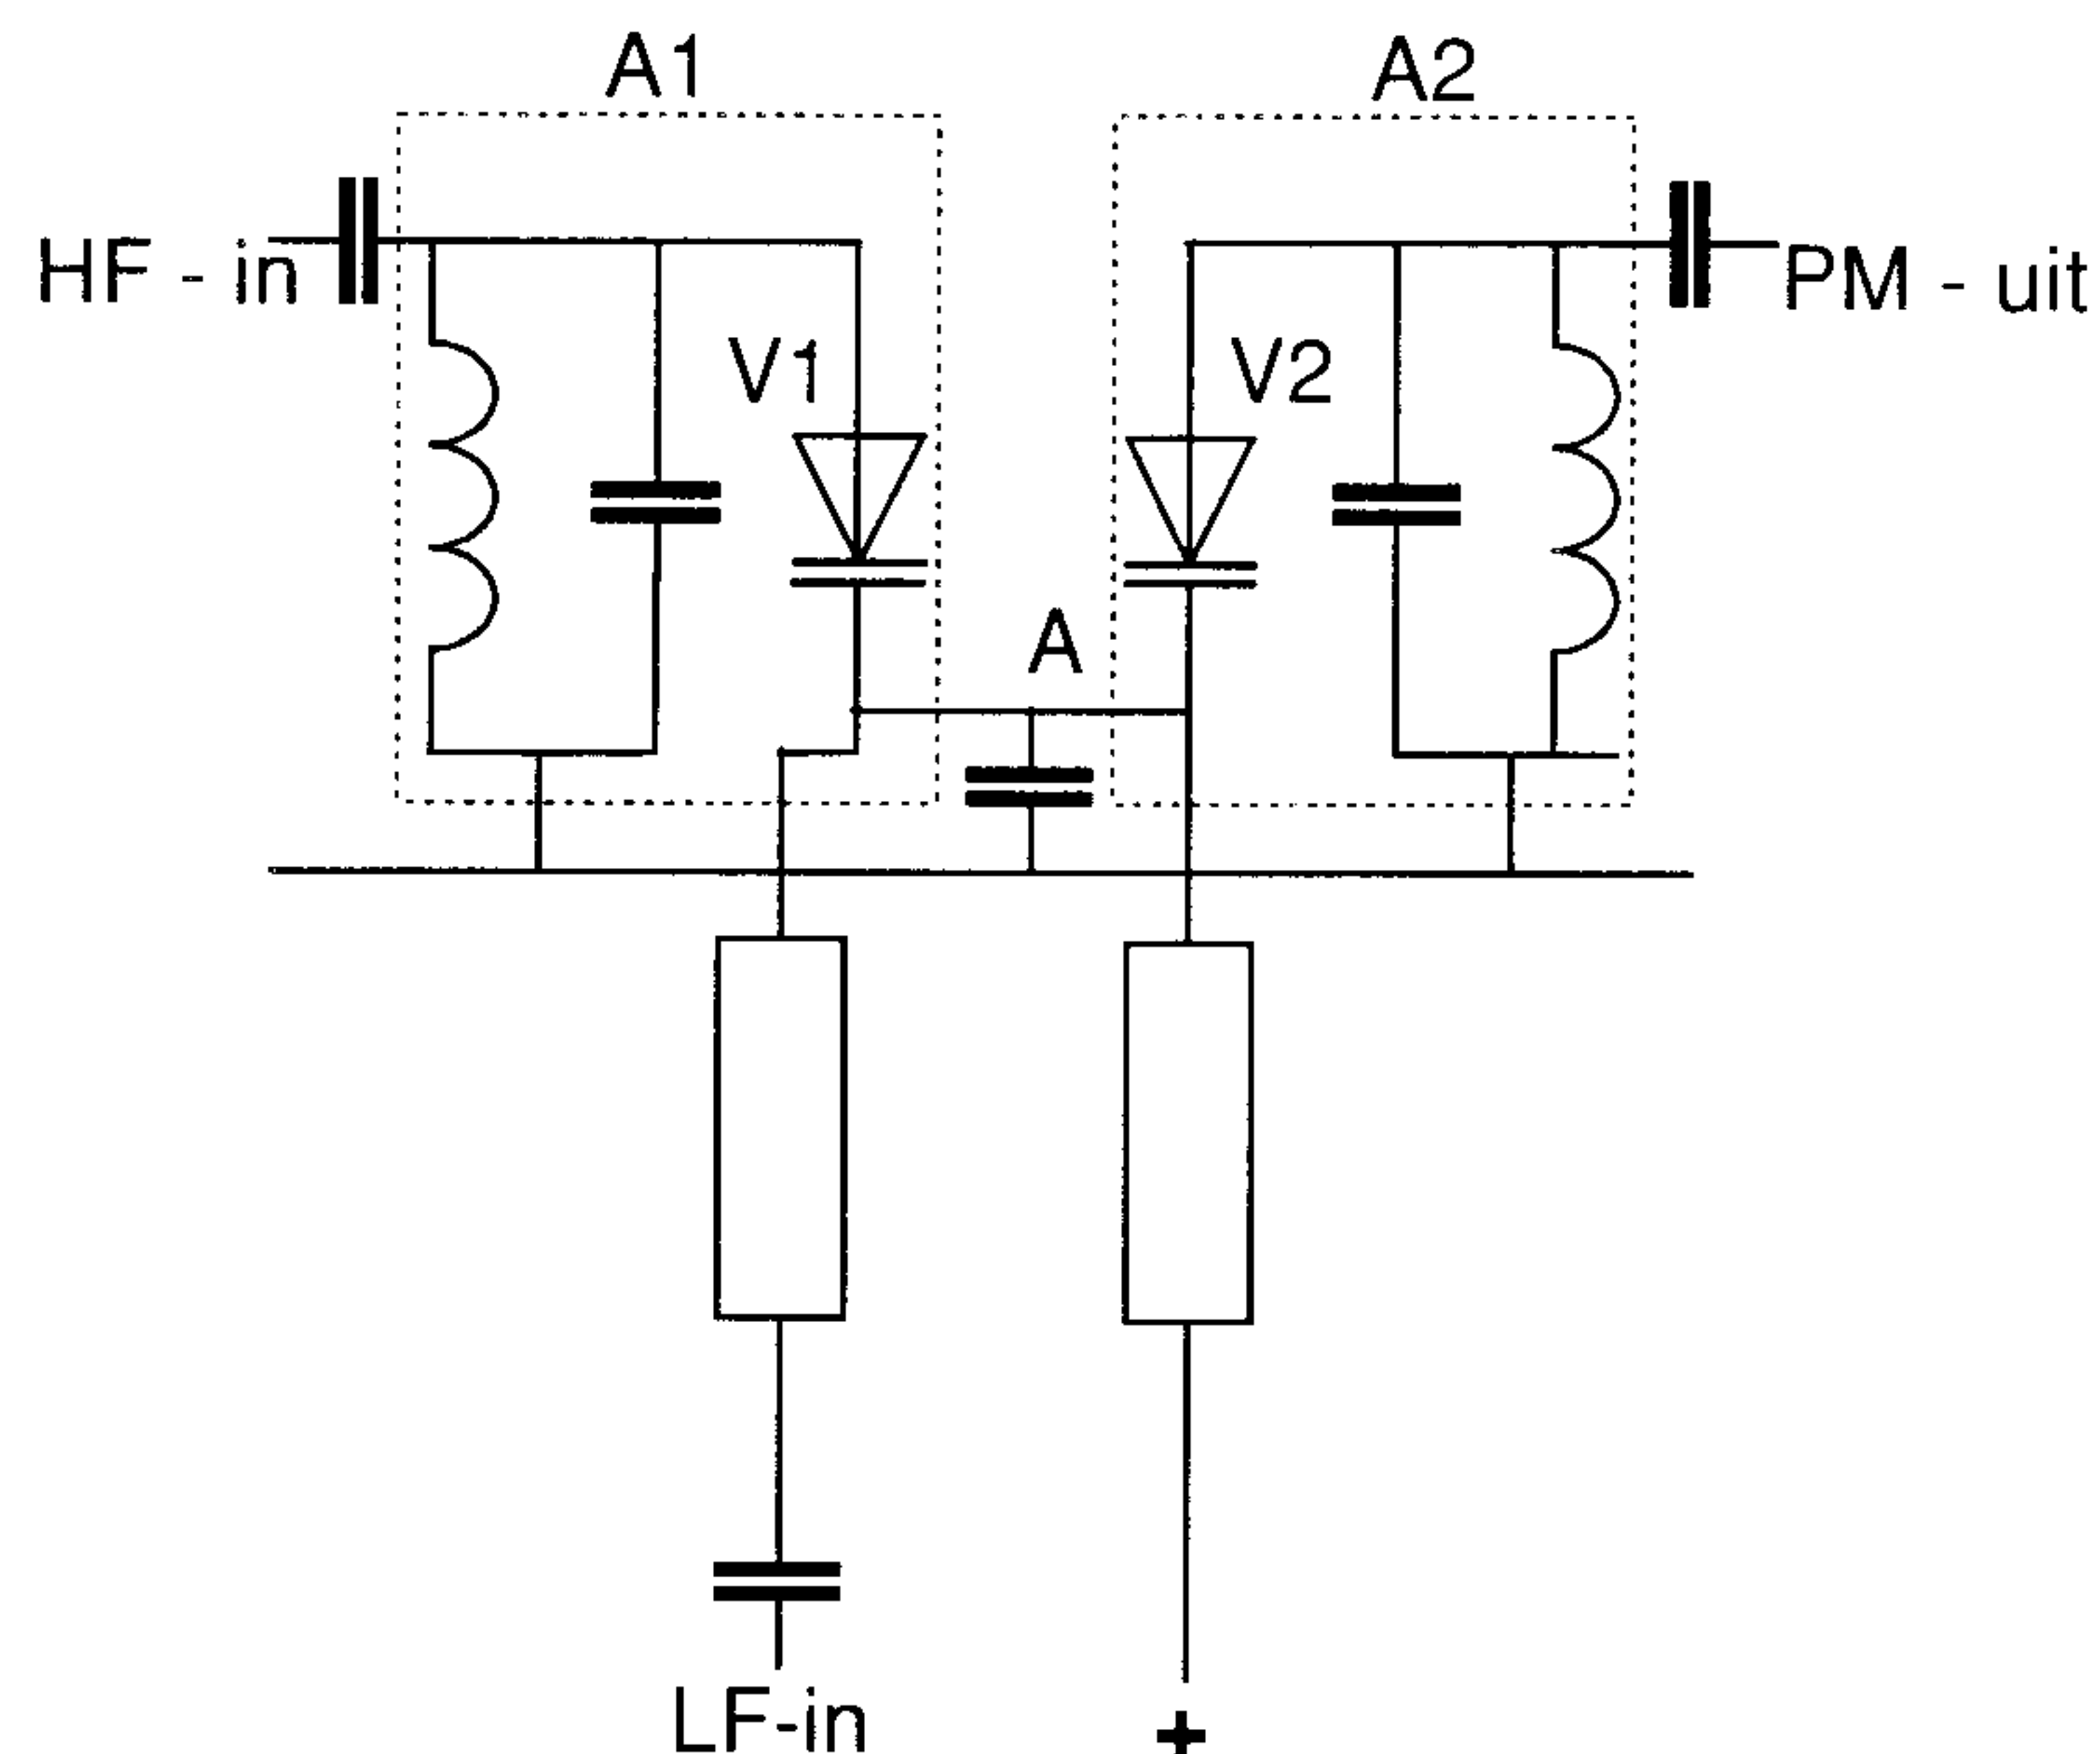 A1
A2
HF - in
PM - uit
V1
V2
A
LF-in
+